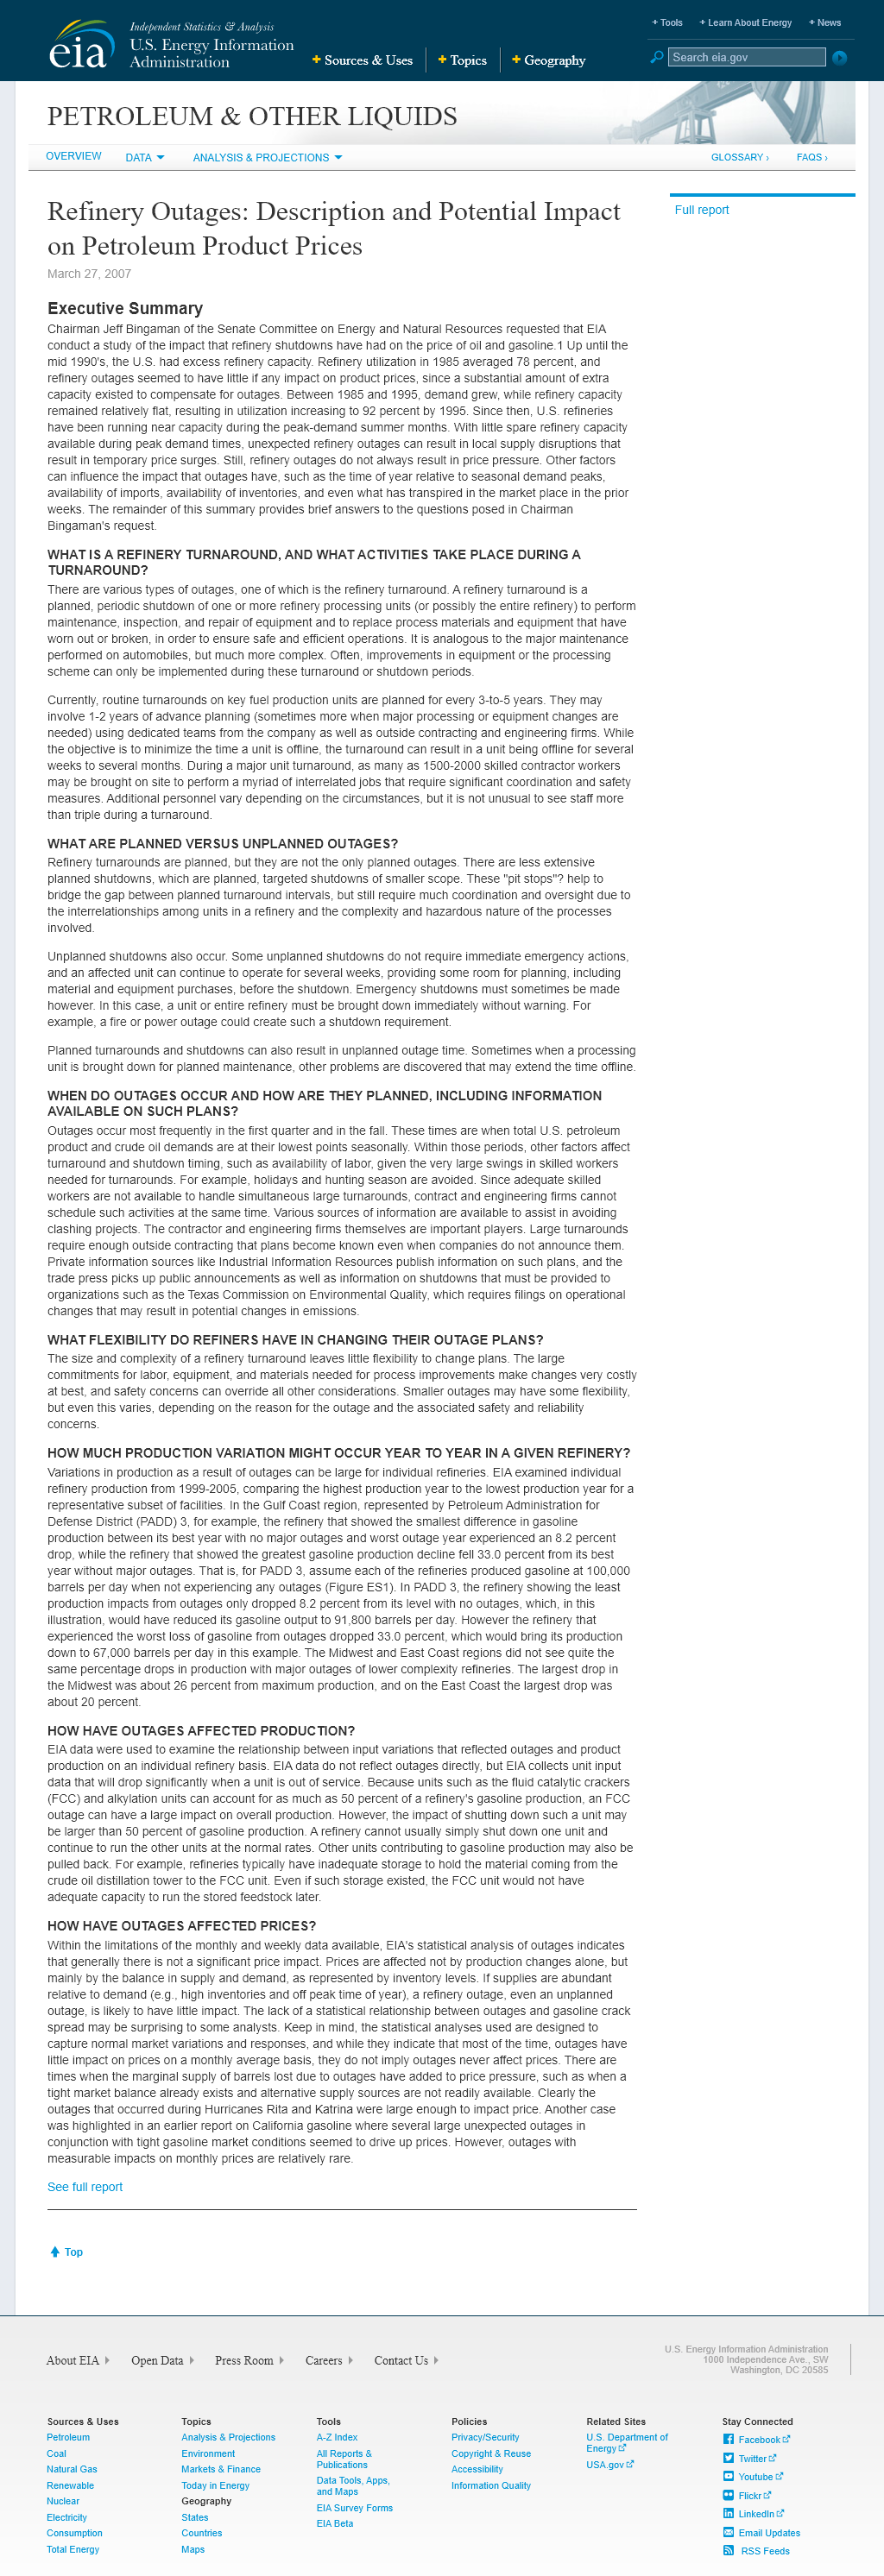 Independent Statistics & Analysis
eia
U.S. Energy Information
Administration
+ Sources & Uses
+ Topics
+ Geography
+ Tools
+ Learn About Energy
+ News
Search eia.gov
PETROLEUM & OTHER LIQUIDS
OVERVIEW
DATA
ANALYSIS & PROJECTIONS
GLOSSARY ›
FAQS ›
Refinery Outages: Description and Potential Impact
on Petroleum Product Prices
March 27, 2007
Full report
Executive Summary
Chairman Jeff Bingaman of the Senate Committee on Energy and Natural Resources requested that EIA
conduct a study of the impact that refinery shutdowns have had on the price of oil and gasoline.1 Up until the
mid 1990's, the U.S. had excess refinery capacity. Refinery utilization in 1985 averaged 78 percent, and
refinery outages seemed to have little if any impact on product prices, since a substantial amount of extra
capacity existed to compensate for outages. Between 1985 and 1995, demand grew, while refinery capacity
remained relatively flat, resulting in utilization increasing to 92 percent by 1995. Since then, U.S. refineries
have been running near capacity during the peak-demand summer months. With little spare refinery capacity
available during peak demand times, unexpected refinery outages can result in local supply disruptions that
result in temporary price surges. Still, refinery outages do not always result in price pressure. Other factors
can influence the impact that outages have, such as the time of year relative to seasonal demand peaks,
availability of imports, availability of inventories, and even what has transpired in the market place in the prior
weeks. The remainder of this summary provides brief answers to the questions posed in Chairman
Bingaman's request.
WHAT IS A REFINERY TURNAROUND, AND WHAT ACTIVITIES TAKE PLACE DURING A
TURNAROUND?
There are various types of outages, one of which is the refinery turnaround. A refinery turnaround is a
planned, periodic shutdown of one or more refinery processing units (or possibly the entire refinery) to perform
maintenance, inspection, and repair of equipment and to replace process materials and equipment that have
worn out or broken, in order to ensure safe and efficient operations. It is analogous to the major maintenance
performed on automobiles, but much more complex. Often, improvements in equipment or the processing
scheme can only be implemented during these turnaround or shutdown periods.
Currently, routine turnarounds on key fuel production units are planned for every 3-to-5 years. They may
involve 1-2 years of advance planning (sometimes more when major processing or equipment changes are
needed) using dedicated teams from the company as well as outside contracting and engineering firms. While
the objective is to minimize the time a unit is offline, the turnaround can result in a unit being offline for several
weeks to several months. During a major unit turnaround, as many as 1500-2000 skilled contractor workers
may be brought on site to perform a myriad of interrelated jobs that require significant coordination and safety
measures. Additional personnel vary depending on the circumstances, but it is not unusual to see staff more
than triple during a turnaround.
WHAT ARE PLANNED VERSUS UNPLANNED OUTAGES?
Refinery turnarounds are planned, but they are not the only planned outages. There are less extensive
planned shutdowns, which are planned, targeted shutdowns of smaller scope. These "pit stops"? help to
bridge the gap between planned turnaround intervals, but still require much coordination and oversight due to
the interrelationships among units in a refinery and the complexity and hazardous nature of the processes
involved.
Unplanned shutdowns also occur. Some unplanned shutdowns do not require immediate emergency actions,
and an affected unit can continue to operate for several weeks, providing some room for planning, including
material and equipment purchases, before the shutdown. Emergency shutdowns must sometimes be made
however. In this case, a unit or entire refinery must be brought down immediately without warning. For
example, a fire or power outage could create such a shutdown requirement.
Planned turnarounds and shutdowns can also result in unplanned outage time. Sometimes when a processing
unit is brought down for planned maintenance, other problems are discovered that may extend the time offline.
WHEN DO OUTAGES OCCUR AND HOW ARE THEY PLANNED, INCLUDING INFORMATION
AVAILABLE ON SUCH PLANS?
Outages occur most frequently in the first quarter and in the fall. These times are when total U.S. petroleum
product and crude oil demands are at their lowest points seasonally. Within those periods, other factors affect
turnaround and shutdown timing, such as availability of labor, given the very large swings in skilled workers
needed for turnarounds. For example, holidays and hunting season are avoided. Since adequate skilled
workers are not available to handle simultaneous large turnarounds, contract and engineering firms cannot
schedule such activities at the same time. Various sources of information are available to assist in avoiding
clashing projects. The contractor and engineering firms themselves are important players. Large turnarounds
require enough outside contracting that plans become known even when companies do not announce them.
Private information sources like Industrial Information Resources publish information on such plans, and the
trade press picks up public announcements as well as information on shutdowns that must be provided to
organizations such as the Texas Commission on Environmental Quality, which requires filings on operational
changes that may result in potential changes in emissions.
WHAT FLEXIBILITY DO REFINERS HAVE IN CHANGING THEIR OUTAGE PLANS?
The size and complexity of a refinery turnaround leaves little flexibility to change plans. The large
commitments for labor, equipment, and materials needed for process improvements make changes very costly
at best, and safety concerns can override all other considerations. Smaller outages may have some flexibility,
but even this varies, depending on the reason for the outage and the associated safety and reliability
concerns.
HOW MUCH PRODUCTION VARIATION MIGHT OCCUR YEAR TO YEAR IN A GIVEN REFINERY?
Variations in production as a result of outages can be large for individual refineries. EIA examined individual
refinery production from 1999-2005, comparing the highest production year to the lowest production year for a
representative subset of facilities. In the Gulf Coast region, represented by Petroleum Administration for
Defense District (PADD) 3, for example, the refinery that showed the smallest difference in gasoline
production between its best year with no major outages and worst outage year experienced an 8.2 percent
drop, while the refinery that showed the greatest gasoline production decline fell 33.0 percent from its best
year without major outages. That is, for PADD 3, assume each of the refineries produced gasoline at 100,000
barrels per day when not experiencing any outages (Figure ES1). In PADD 3, the refinery showing the least
production impacts from outages only dropped 8.2 percent from its level with no outages, which, in this
illustration, would have reduced its gasoline output to 91,800 barrels per day. However the refinery that
experienced the worst loss of gasoline from outages dropped 33.0 percent, which would bring its production
down to 67,000 barrels per day in this example. The Midwest and East Coast regions did not see quite the
same percentage drops in production with major outages of lower complexity refineries. The largest drop in
the Midwest was about 26 percent from maximum production, and on the East Coast the largest drop was
about 20 percent.
HOW HAVE OUTAGES AFFECTED PRODUCTION?
EIA data were used to examine the relationship between input variations that reflected outages and product
production on an individual refinery basis. EIA data do not reflect outages directly, but EIA collects unit input
data that will drop significantly when a unit is out of service. Because units such as the fluid catalytic crackers
(FCC) and alkylation units can account for as much as 50 percent of a refinery's gasoline production, an FCC
outage can have a large impact on overall production. However, the impact of shutting down such a unit may
be larger than 50 percent of gasoline production. A refinery cannot usually simply shut down one unit and
continue to run the other units at the normal rates. Other units contributing to gasoline production may also be
pulled back. For example, refineries typically have inadequate storage to hold the material coming from the
crude oil distillation tower to the FCC unit. Even if such storage existed, the FCC unit would not have
adequate capacity to run the stored feedstock later.
HOW HAVE OUTAGES AFFECTED PRICES?
Within the limitations of the monthly and weekly data available, EIA's statistical analysis of outages indicates
that generally there is not a significant price impact. Prices are affected not by production changes alone, but
mainly by the balance in supply and demand, as represented by inventory levels. If supplies are abundant
relative to demand (e.g., high inventories and off peak time of year), a refinery outage, even an unplanned
outage, is likely to have little impact. The lack of a statistical relationship between outages and gasoline crack
spread may be surprising to some analysts. Keep in mind, the statistical analyses used are designed to
capture normal market variations and responses, and while they indicate that most of the time, outages have
little impact on prices on a monthly average basis, they do not imply outages never affect prices. There are
times when the marginal supply of barrels lost due to outages have added to price pressure, such as when a
tight market balance already exists and alternative supply sources are not readily available. Clearly the
outages that occurred during Hurricanes Rita and Katrina were large enough to impact price. Another case
was highlighted in an earlier report on California gasoline where several large unexpected outages in
conjunction with tight gasoline market conditions seemed to drive up prices. However, outages with
measurable impacts on monthly prices are relatively rare.
See full report
Top
About EIA
Open Data
Press Room
Careers
Contact Us
U.S. Energy Information Administration
1000 Independence Ave., SW
Washington, DC 20585
Sources & Uses
Petroleum
Coal
Natural Gas
Renewable
Nuclear
Electricity
Consumption
Total Energy
Topics
Analysis & Projections
Environment
Markets & Finance
Today in Energy
Geography
States
Countries
Maps
Tools
A-Z Index
All Reports &
Publications
Data Tools, Apps,
and Maps
EIA Survey Forms
EIA Beta
Policies
Privacy/Security
Copyright & Reuse
Accessibility
Information Quality
Related Sites
U.S. Department of
Energy
USA.gov
Stay Connected
Facebook
Twitter
Youtube
Flickr
LinkedIn
Email Updates
RSS Feeds